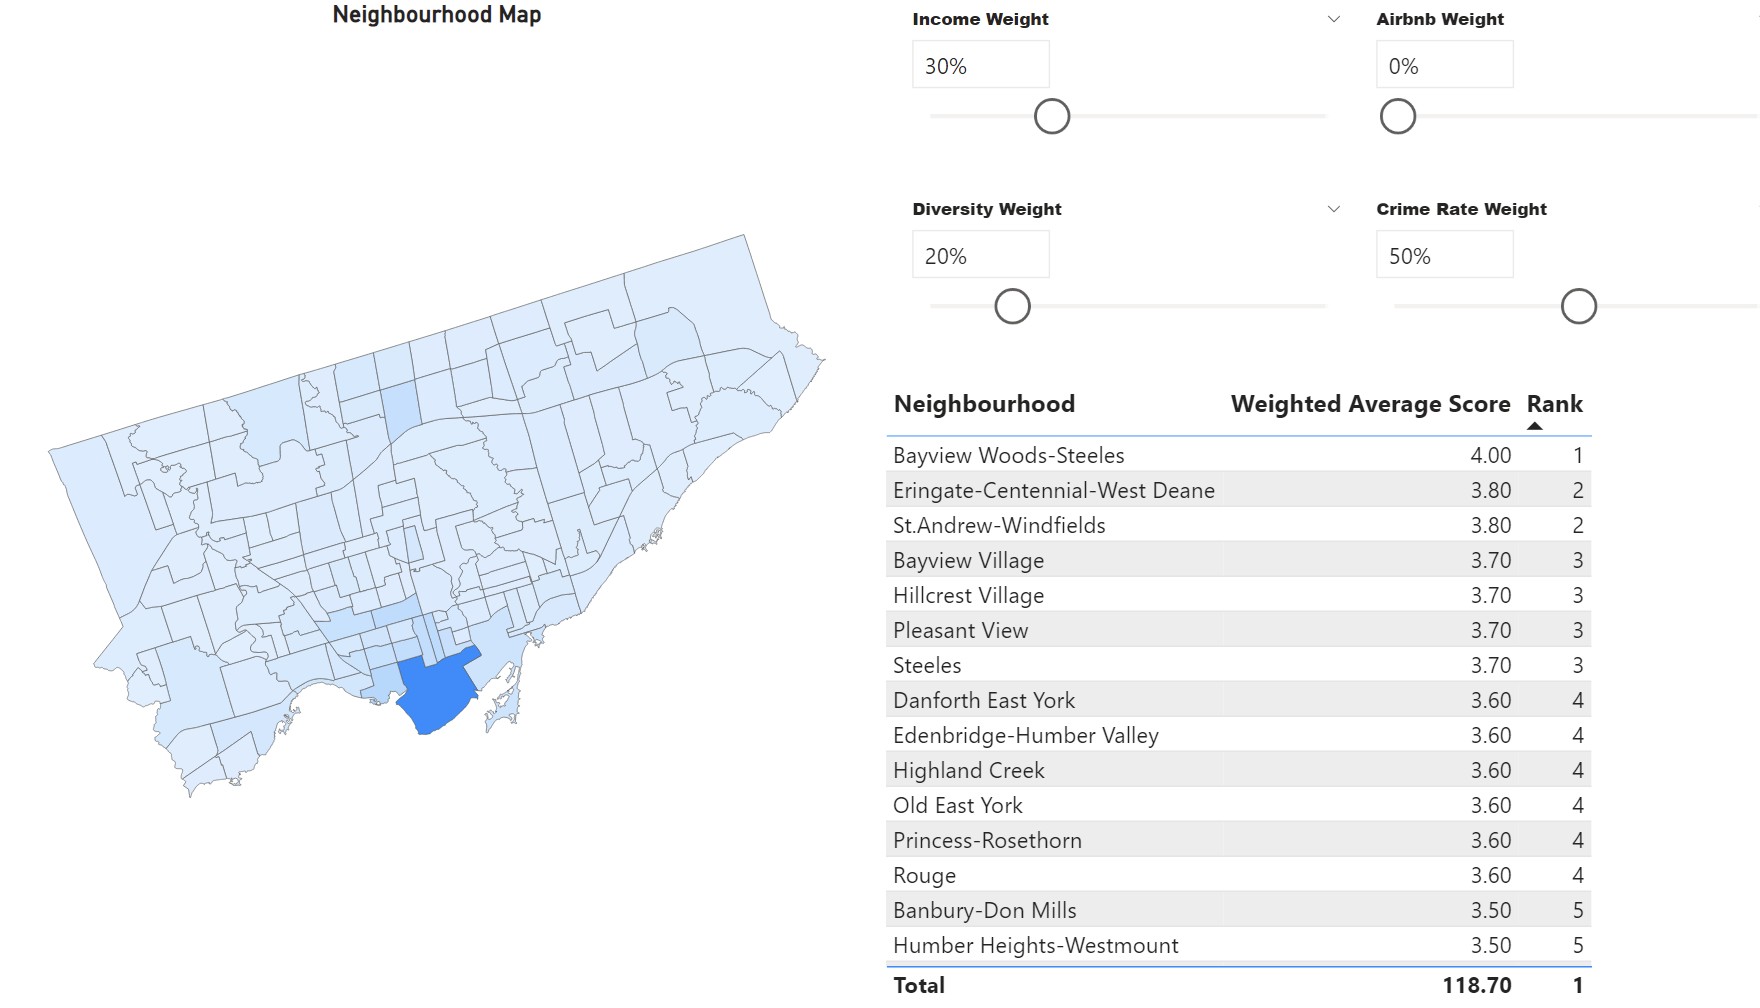 Neighbourhood Map
Income Weight
30%
Airbnb Weight
0%
Diversity Weight
20%
Crime Rate Weight
50%
Neighbourhood Weighted Average Score Rank
Bayview Woods-Steeles 4.00 1
Eringate-Centennial-West Deane 3.80 2
St.Andrew-Windfields 3.80 2
Bayview Village 3.70 3
Hillcrest Village 3.70 3
Pleasant View 3.70 3
Steeles 3.70 3
Danforth East York 3.60 4
Edenbridge-Humber Valley 3.60 4
Highland Creek 3.60 4
Old East York 3.60 4
Princess-Rosethorn 3.60 4
Rouge 3.60 4
Banbury-Don Mills 3.50 5
Humber Heights-Westmount 3.50 5
Total 118.70 1